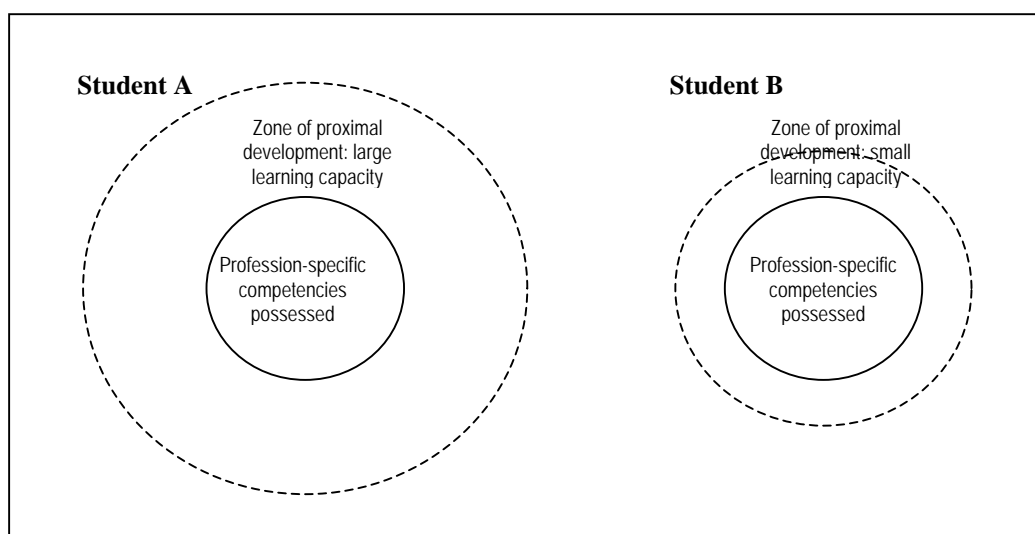 Student A
Zone of proximal
development: large
learning capacity
Profession-specific
competencies
possessed
Student B
Zone of proximal
development: small
learning capacity
Profession-specific
competencies
possessed